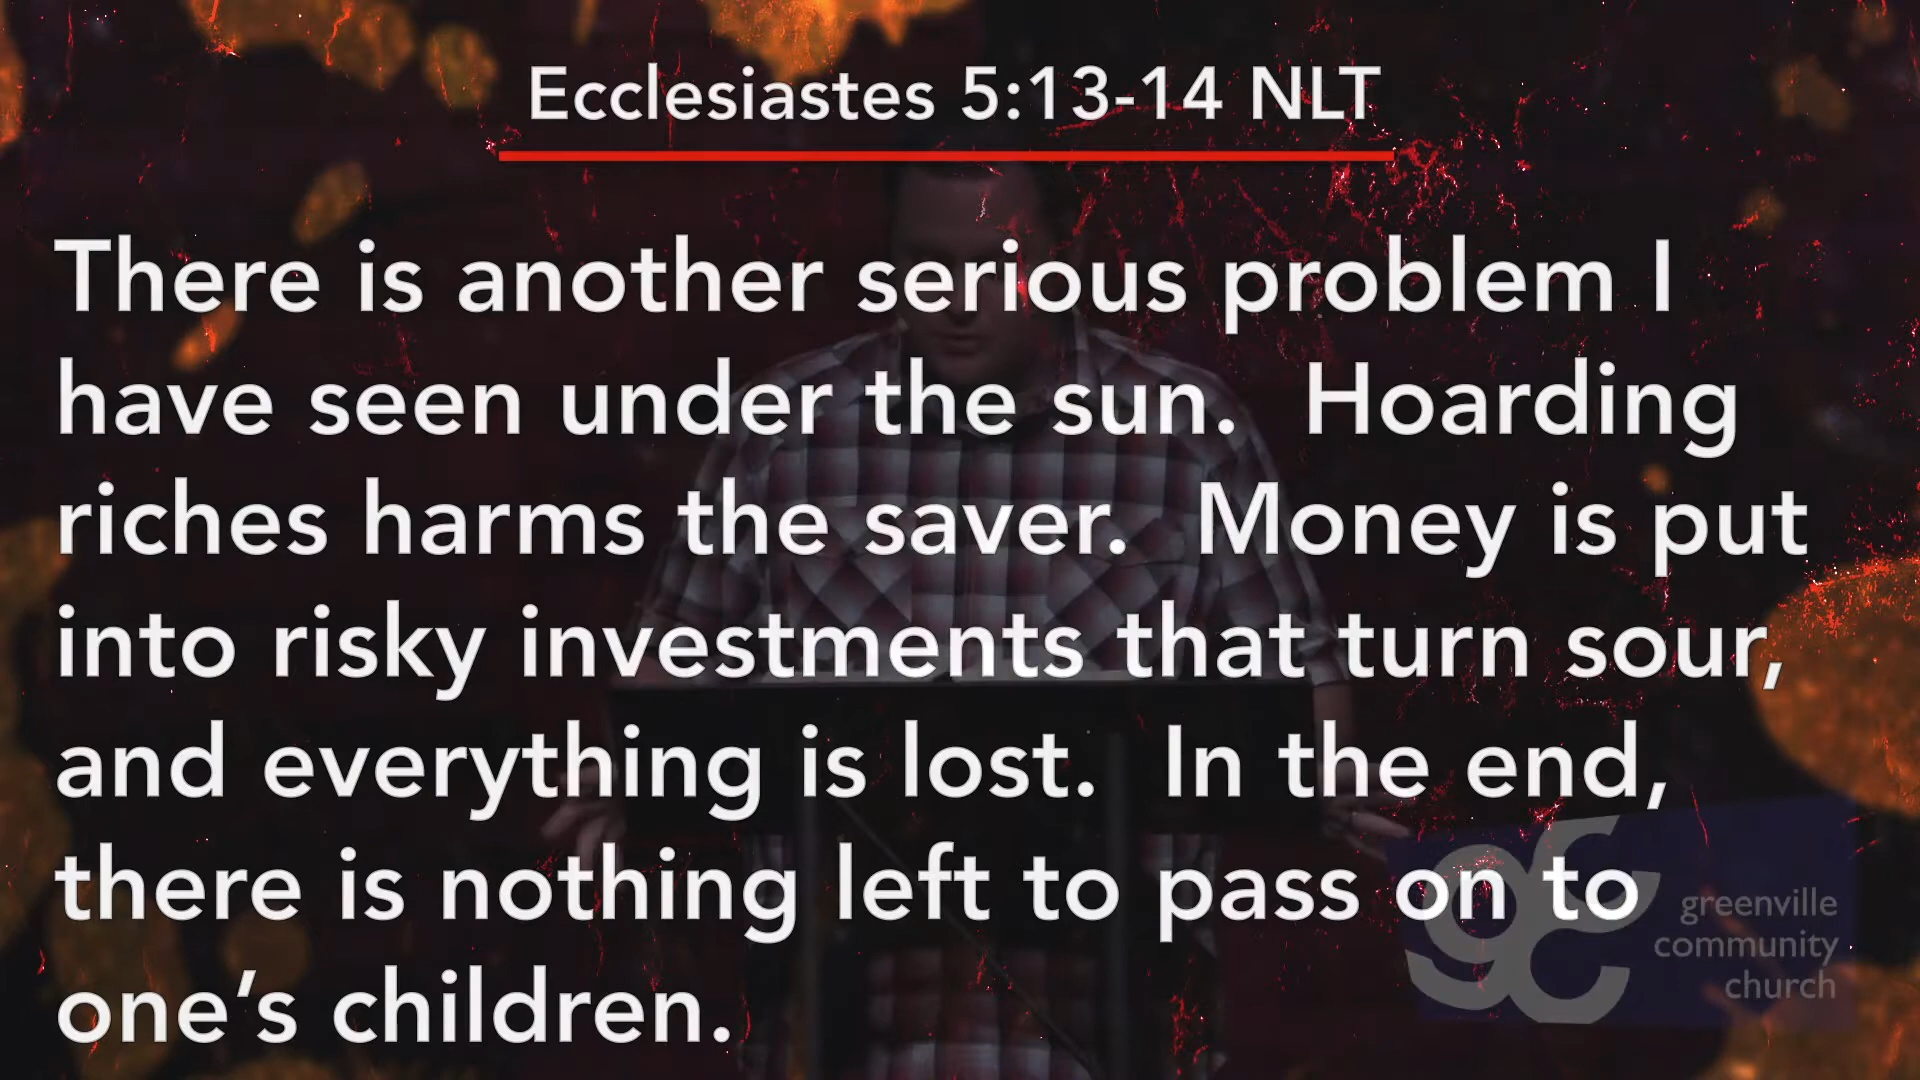 Ecclesiastes 5:13-14 NLT
There is another serious problem I
have seen under the sun.  Hoarding
riches harms the saver.  Money is put
into risky investments that turn sour,
and everything is lost.  In the end,
there is nothing left to pass on to
one’s children.
gcc
greenville
community
church